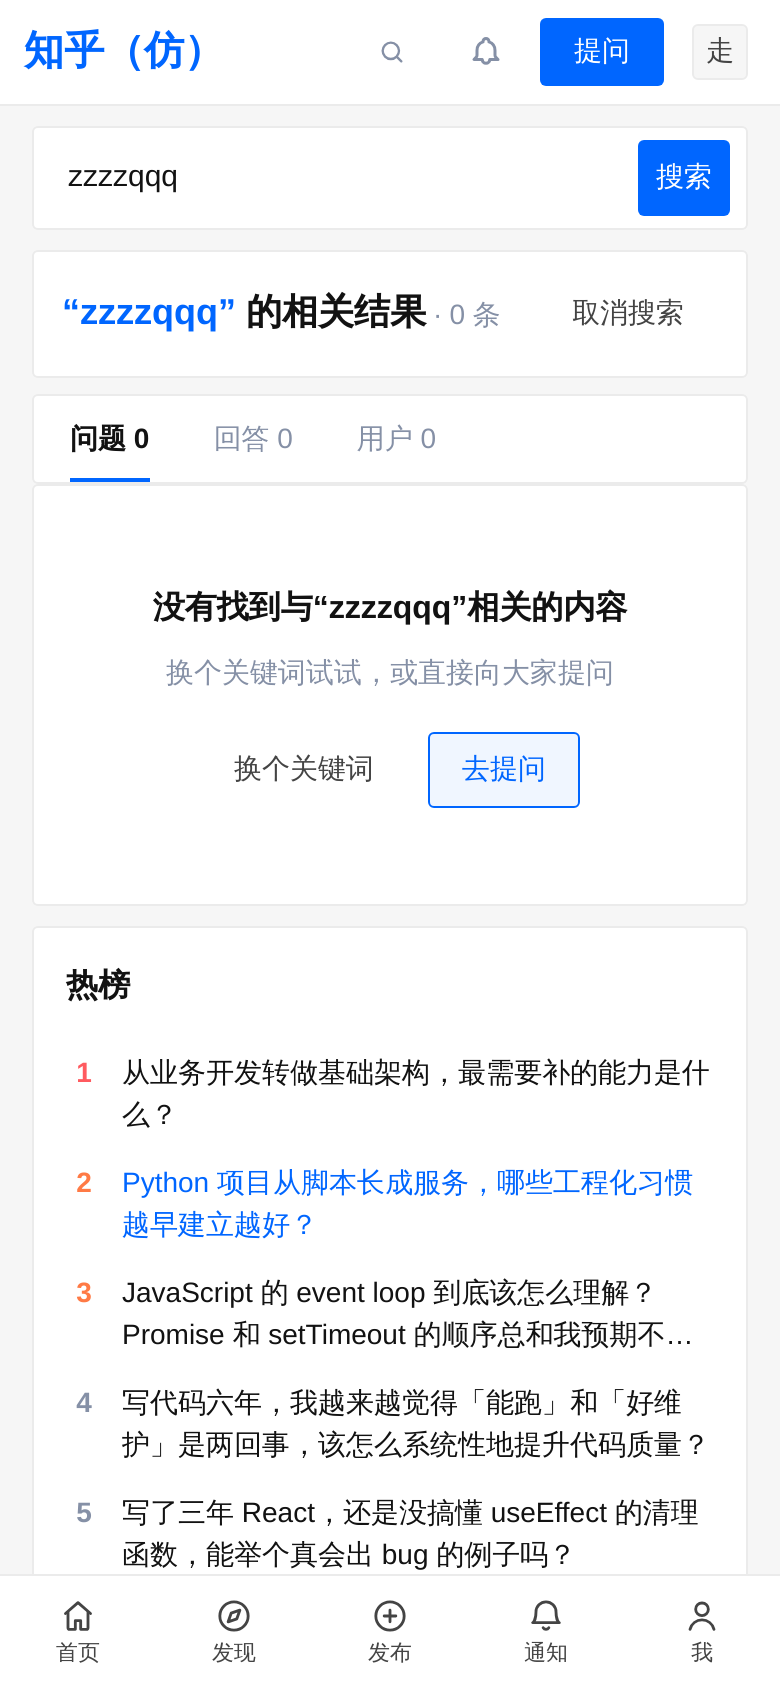 知乎（仿）
提问
走
zzzzqqq
搜索
“zzzzqqq” 的相关结果 · 0 条
取消搜索
问题 0
回答 0
用户 0
没有找到与“zzzzqqq”相关的内容
换个关键词试试，或直接向大家提问
换个关键词
去提问
热榜
1 从业务开发转做基础架构，最需要补的能力是什
么？
2 Python 项目从脚本长成服务，哪些工程化习惯
越早建立越好？
3 JavaScript 的 event loop 到底该怎么理解？
Promise 和 setTimeout 的顺序总和我预期不…
4 写代码六年，我越来越觉得「能跑」和「好维
护」是两回事，该怎么系统性地提升代码质量？
5 写了三年 React，还是没搞懂 useEffect 的清理
函数，能举个真会出 bug 的例子吗？
首页
发现
发布
通知
我